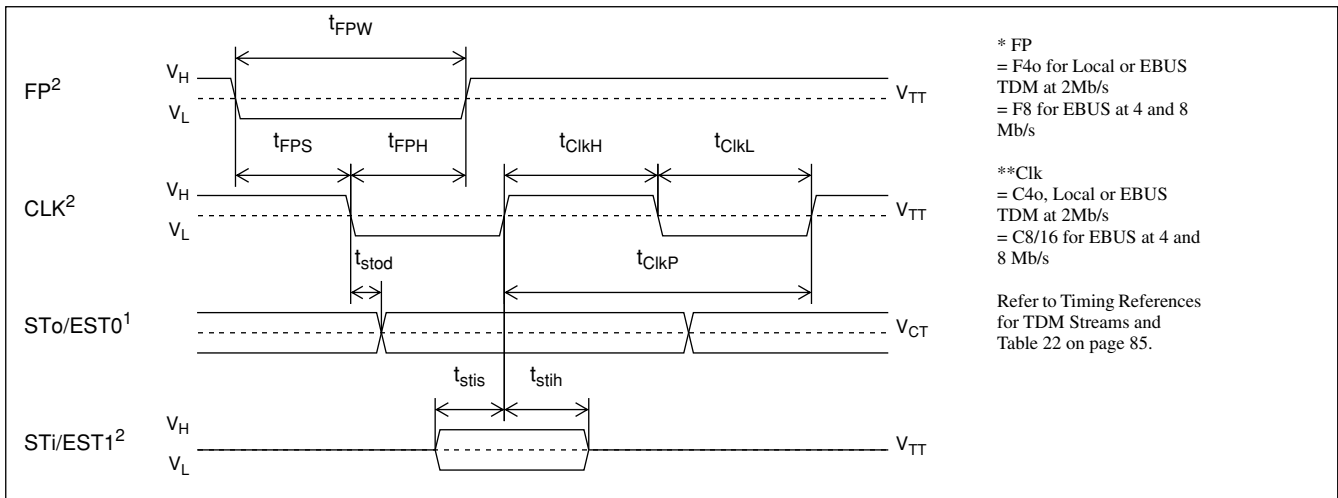 tFPW
FP2
VH
VL
VTT
tFPS
tFPH
tClkH
tClkL
CLK2
VH
VL
VTT
tstod
tClkP
STo/EST01
VCT
tstis
tstih
STi/EST12
VH
VL
VTT
* FP
= F4o for Local or EBUS
TDM at 2Mb/s
= F8 for EBUS at 4 and 8
Mb/s
**Clk
= C4o, Local or EBUS
TDM at 2Mb/s
= C8/16 for EBUS at 4 and
8 Mb/s
Refer to Timing References
for TDM Streams and
Table 22 on page 85.